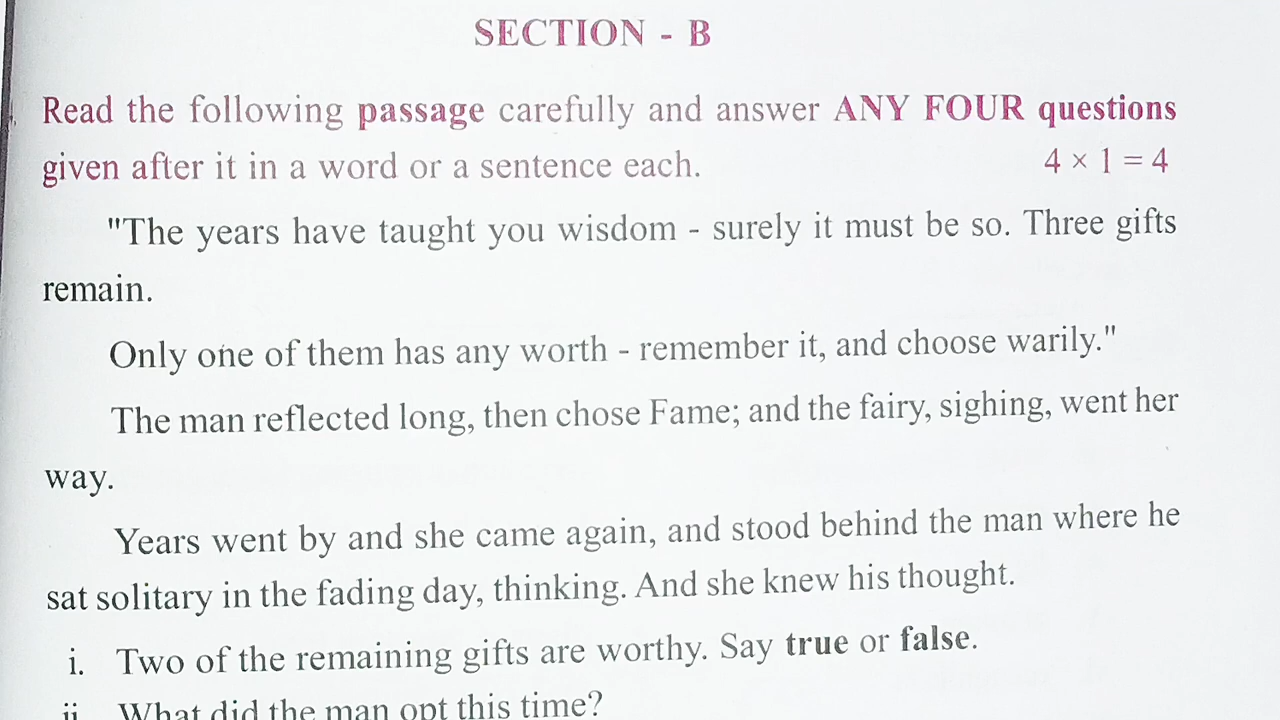 SECTION - B
Read the following passage carefully and answer ANY FOUR questions
given after it in a word or a sentence each. 4 × 1 = 4
"The years have taught you wisdom - surely it must be so. Three gifts
remain.
Only one of them has any worth - remember it, and choose warily."
The man reflected long, then chose Fame; and the fairy, sighing, went her
way.
Years went by and she came again, and stood behind the man where he
sat solitary in the fading day, thinking. And she knew his thought.
i. Two of the remaining gifts are worthy. Say true or false.
ii. What did the man opt this time?